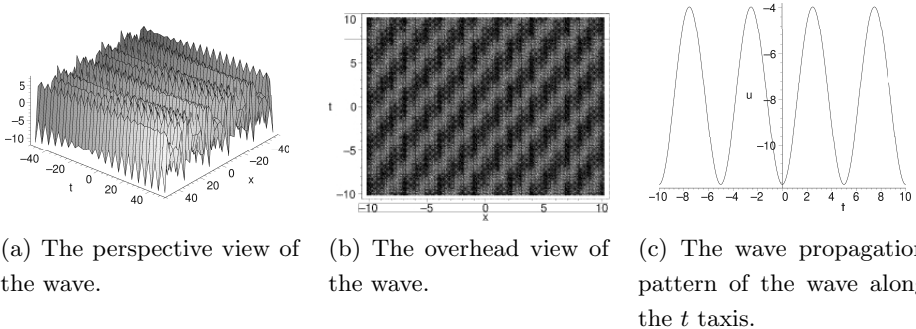 5
0
−5
−10
−40
−20
0
20
40
t
40
20
0
−20
−40
x
10
5
0
−5
−10
t
−10
−5
0
5
10
x
−4
−6
−8
−10
u
−10 −8 −6 −4 −2 0 2 4 6 8 10
t
(a) The perspective view of
the wave.
(b) The overhead view of
the wave.
(c) The wave propagation
pattern of the wave along
the t taxis.